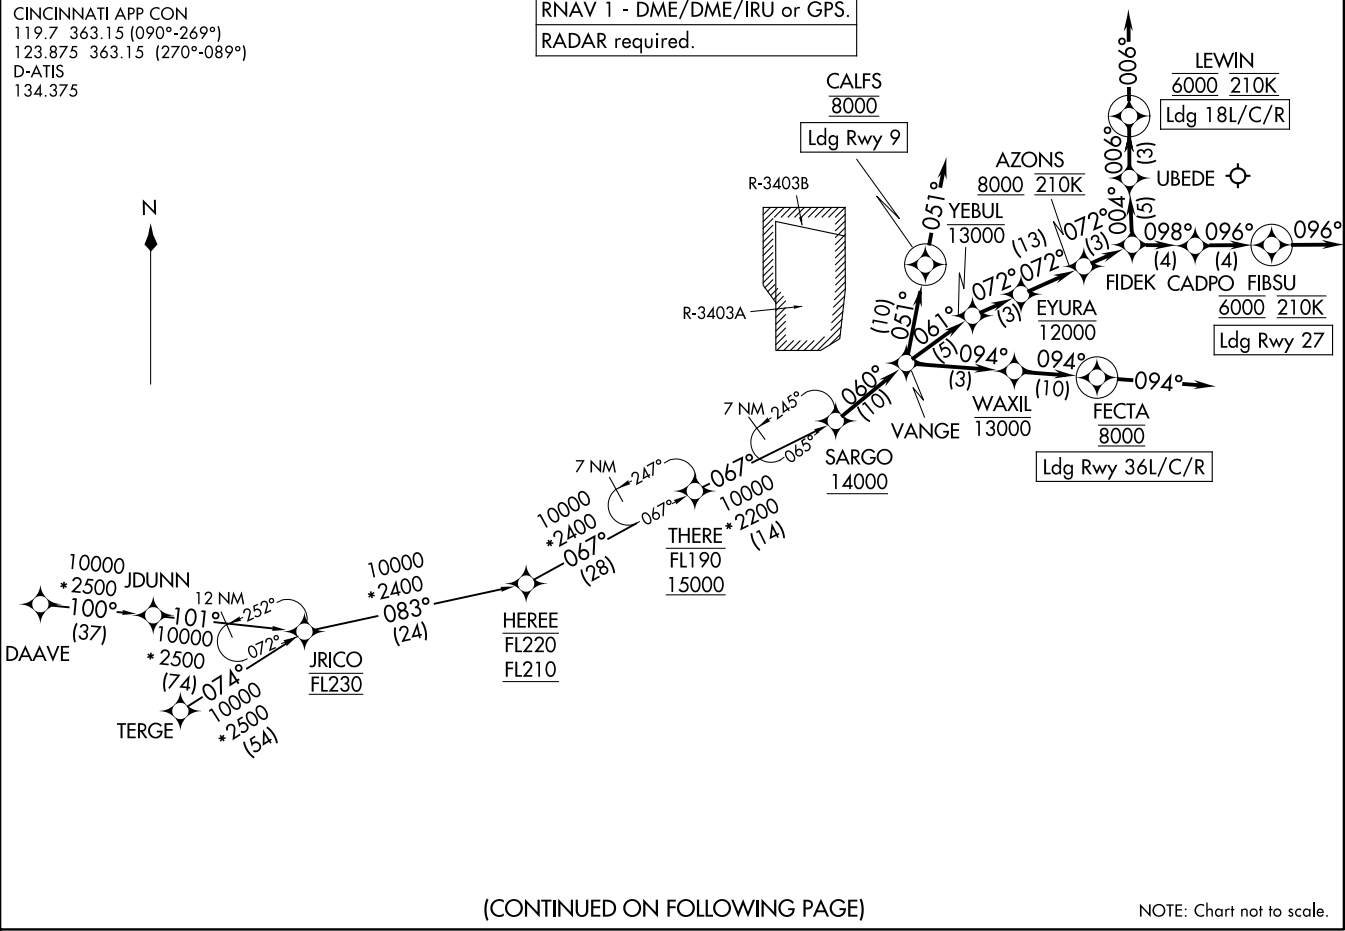 CINCINNATI APP CON
119.7 363.15 (090°-269°)
123.875 363.15 (270°-089°)
D-ATIS
134.375
RNAV 1 - DME/DME/IRU or GPS.
RADAR required.
N
CALFS
8000
Ldg Rwy 9
LEWIN
6000 210K
Ldg 18L/C/R
R-3403B
R-3403A
AZONS
8000 210K
YEBUL
13000
UBEDE
006°
006°
(3)
004°
(5)
051°
051°
(10)
061°
(5)
072°
(3)
(13)
072°
072°
(3)
098°
(4)
096°
(4)
096°
FIDEK
CADPO
FIBSU
6000 210K
Ldg Rwy 27
EYURA
12000
094°
(3)
094°
(10)
094°
WAXIL
13000
FECTA
8000
Ldg Rwy 36L/C/R
VANGE
060°
(10)
SARGO
14000
7 NM
245°
065°
067°
10000
*2200
(14)
THERE
FL190
15000
7 NM
247°
067°
10000
*2400
067°
(28)
HEREE
FL220
FL210
10000
*2400
083°
(24)
JRICO
FL230
12 NM
252°
072°
10000
*2500
100°
(37)
DAAVE
JDUNN
101°
10000
*2500
(74)
074°
10000
*2500
(54)
TERGE
(CONTINUED ON FOLLOWING PAGE)
NOTE: Chart not to scale.